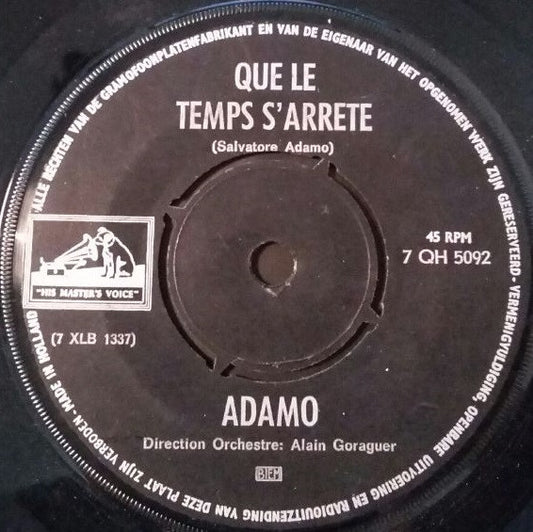 ALLE RECHTEN VAN DE GRAMOFOONPLATENFABRIKANT EN VAN DE EIGENAAR VAN HET OPGENOMEN WERK ZIJN GERESERVEERD - VERMENIGVULDIGING, OPENBARE UITVOERING EN RADIOUITZENDING VAN DEZE PLAAT ZIJN VERBODEN - MADE IN HOLLAND
QUE LE
TEMPS S'ARRETE
(Salvatore Adamo)
45 RPM
7 QH 5092
"HIS MASTER'S VOICE"
(7 XLB 1337)
ADAMO
Direction Orchestre: Alain Goraguer
BIEM